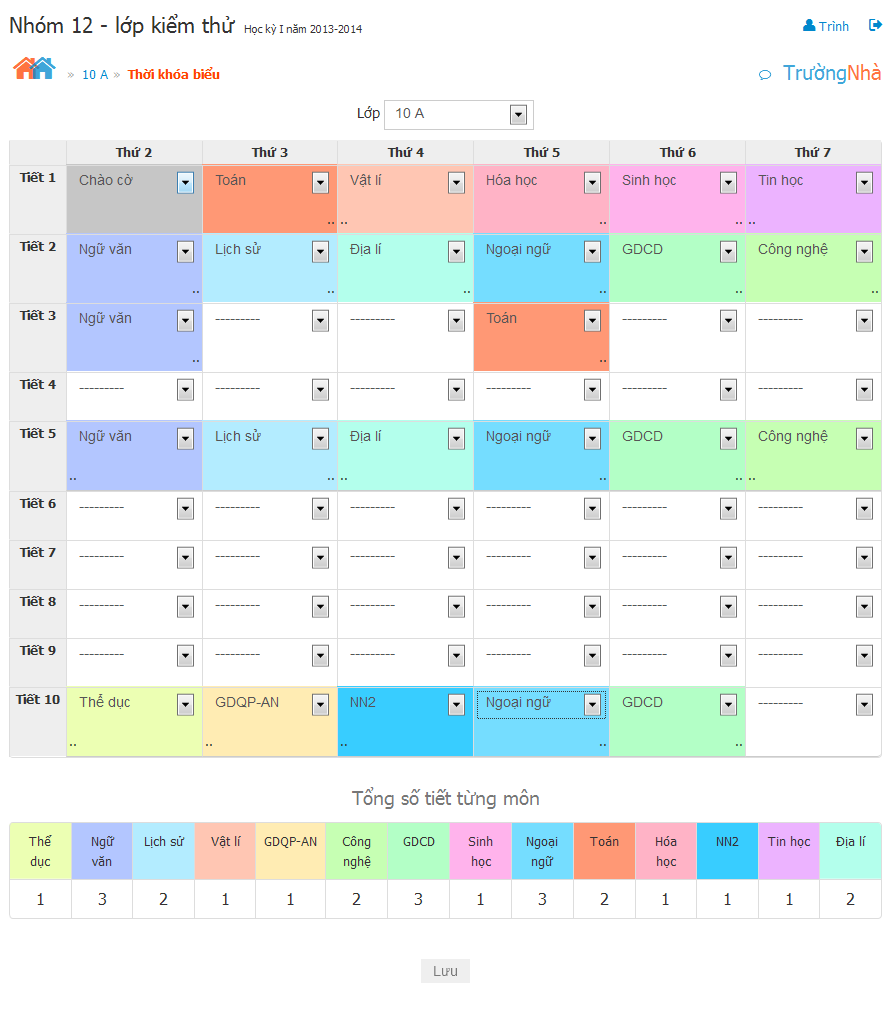 Nhóm 12 - lớp kiểm thử Học kỳ I năm 2013-2014 Trình
» 10 A » Thời khóa biểu TrườngNhà
Lớp 10 A
Thứ 2 Thứ 3 Thứ 4 Thứ 5 Thứ 6 Thứ 7
Tiết 1 Chào cờ Toán Vật lí Hóa học Sinh học Tin học
.. .. .. .. ..
Tiết 2 Ngữ văn Lịch sử Địa lí Ngoại ngữ GDCD Công nghệ
.. .. .. .. .. ..
Tiết 3 Ngữ văn --------- --------- Toán --------- ---------
.. ..
Tiết 4 --------- --------- --------- --------- --------- ---------
Tiết 5 Ngữ văn Lịch sử Địa lí Ngoại ngữ GDCD Công nghệ
.. .. .. .. .. ..
Tiết 6 --------- --------- --------- --------- --------- ---------
Tiết 7 --------- --------- --------- --------- --------- ---------
Tiết 8 --------- --------- --------- --------- --------- ---------
Tiết 9 --------- --------- --------- --------- --------- ---------
Tiết 10 Thể dục GDQP-AN NN2 Ngoại ngữ GDCD ---------
.. .. .. .. ..
Tổng số tiết từng môn
Thể dục Ngữ văn Lịch sử Vật lí GDQP-AN Công nghệ GDCD Sinh học Ngoại ngữ Toán Hóa học NN2 Tin học Địa lí
1 3 2 1 1 2 3 1 3 2 1 1 1 2
Lưu